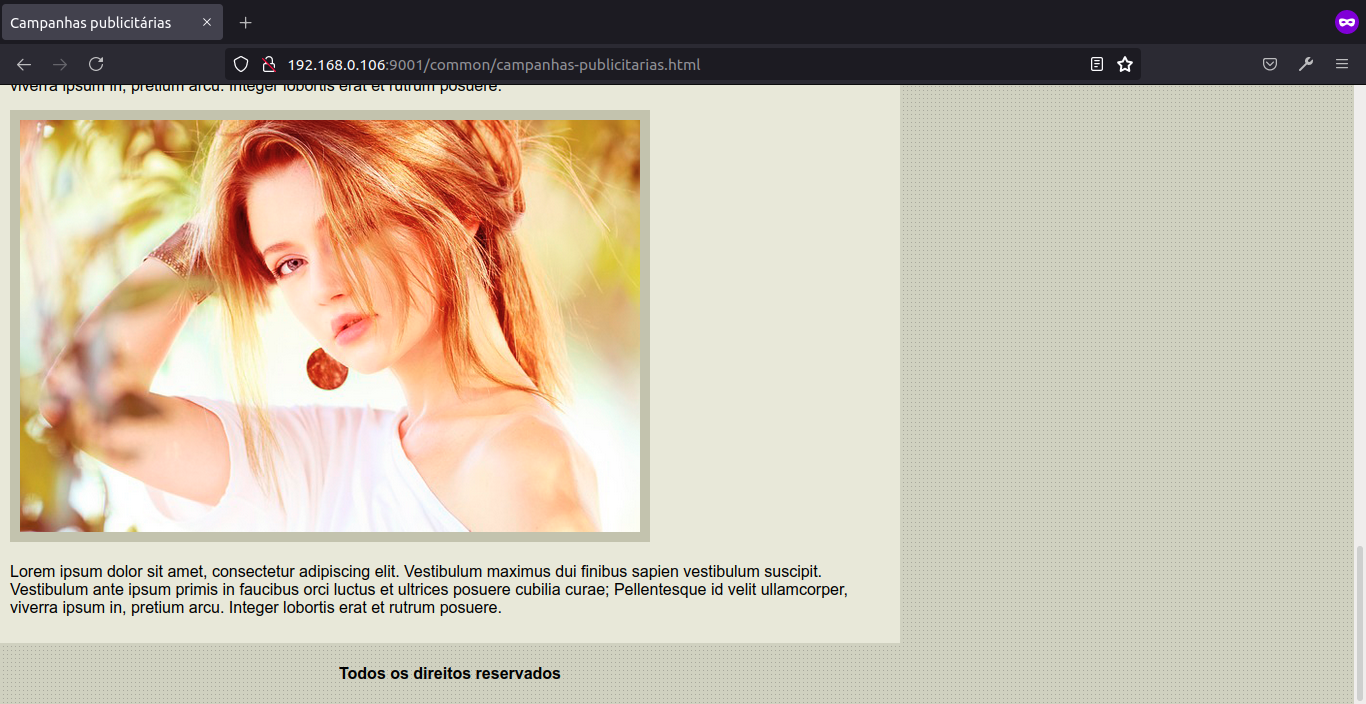 Campanhas publicitárias
192.168.0.106:9001/common/campanhas-publicitarias.html
viverra ipsum in, pretium arcu. Integer lobortis erat et rutrum posuere.
Lorem ipsum dolor sit amet, consectetur adipiscing elit. Vestibulum maximus dui finibus sapien vestibulum suscipit.
Vestibulum ante ipsum primis in faucibus orci luctus et ultrices posuere cubilia curae; Pellentesque id velit ullamcorper,
viverra ipsum in, pretium arcu. Integer lobortis erat et rutrum posuere.
Todos os direitos reservados